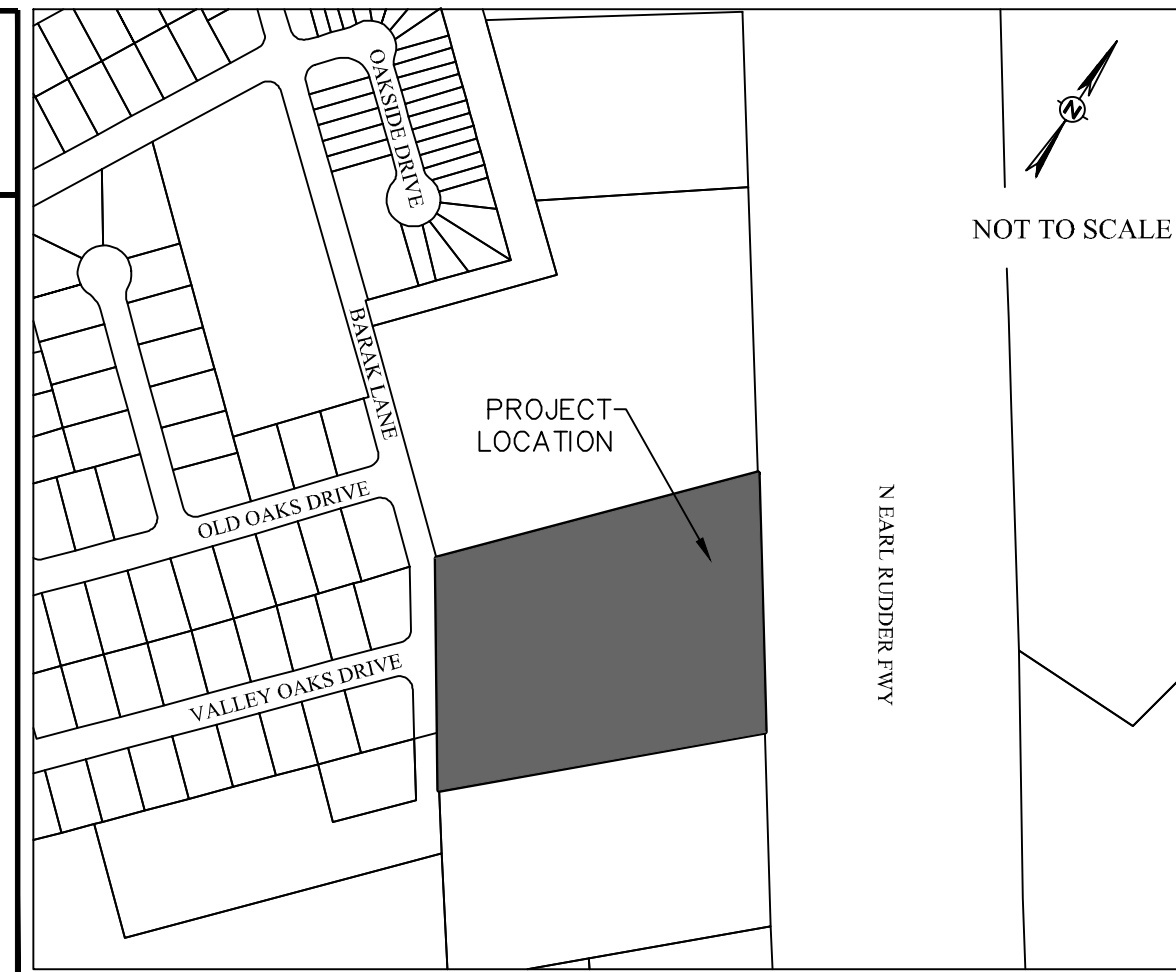 OAKSIDE DRIVE
N
NOT TO SCALE
BARAK LANE
PROJECT
LOCATION
OLD OAKS DRIVE
N EARL RUDDER FWY
VALLEY OAKS DRIVE